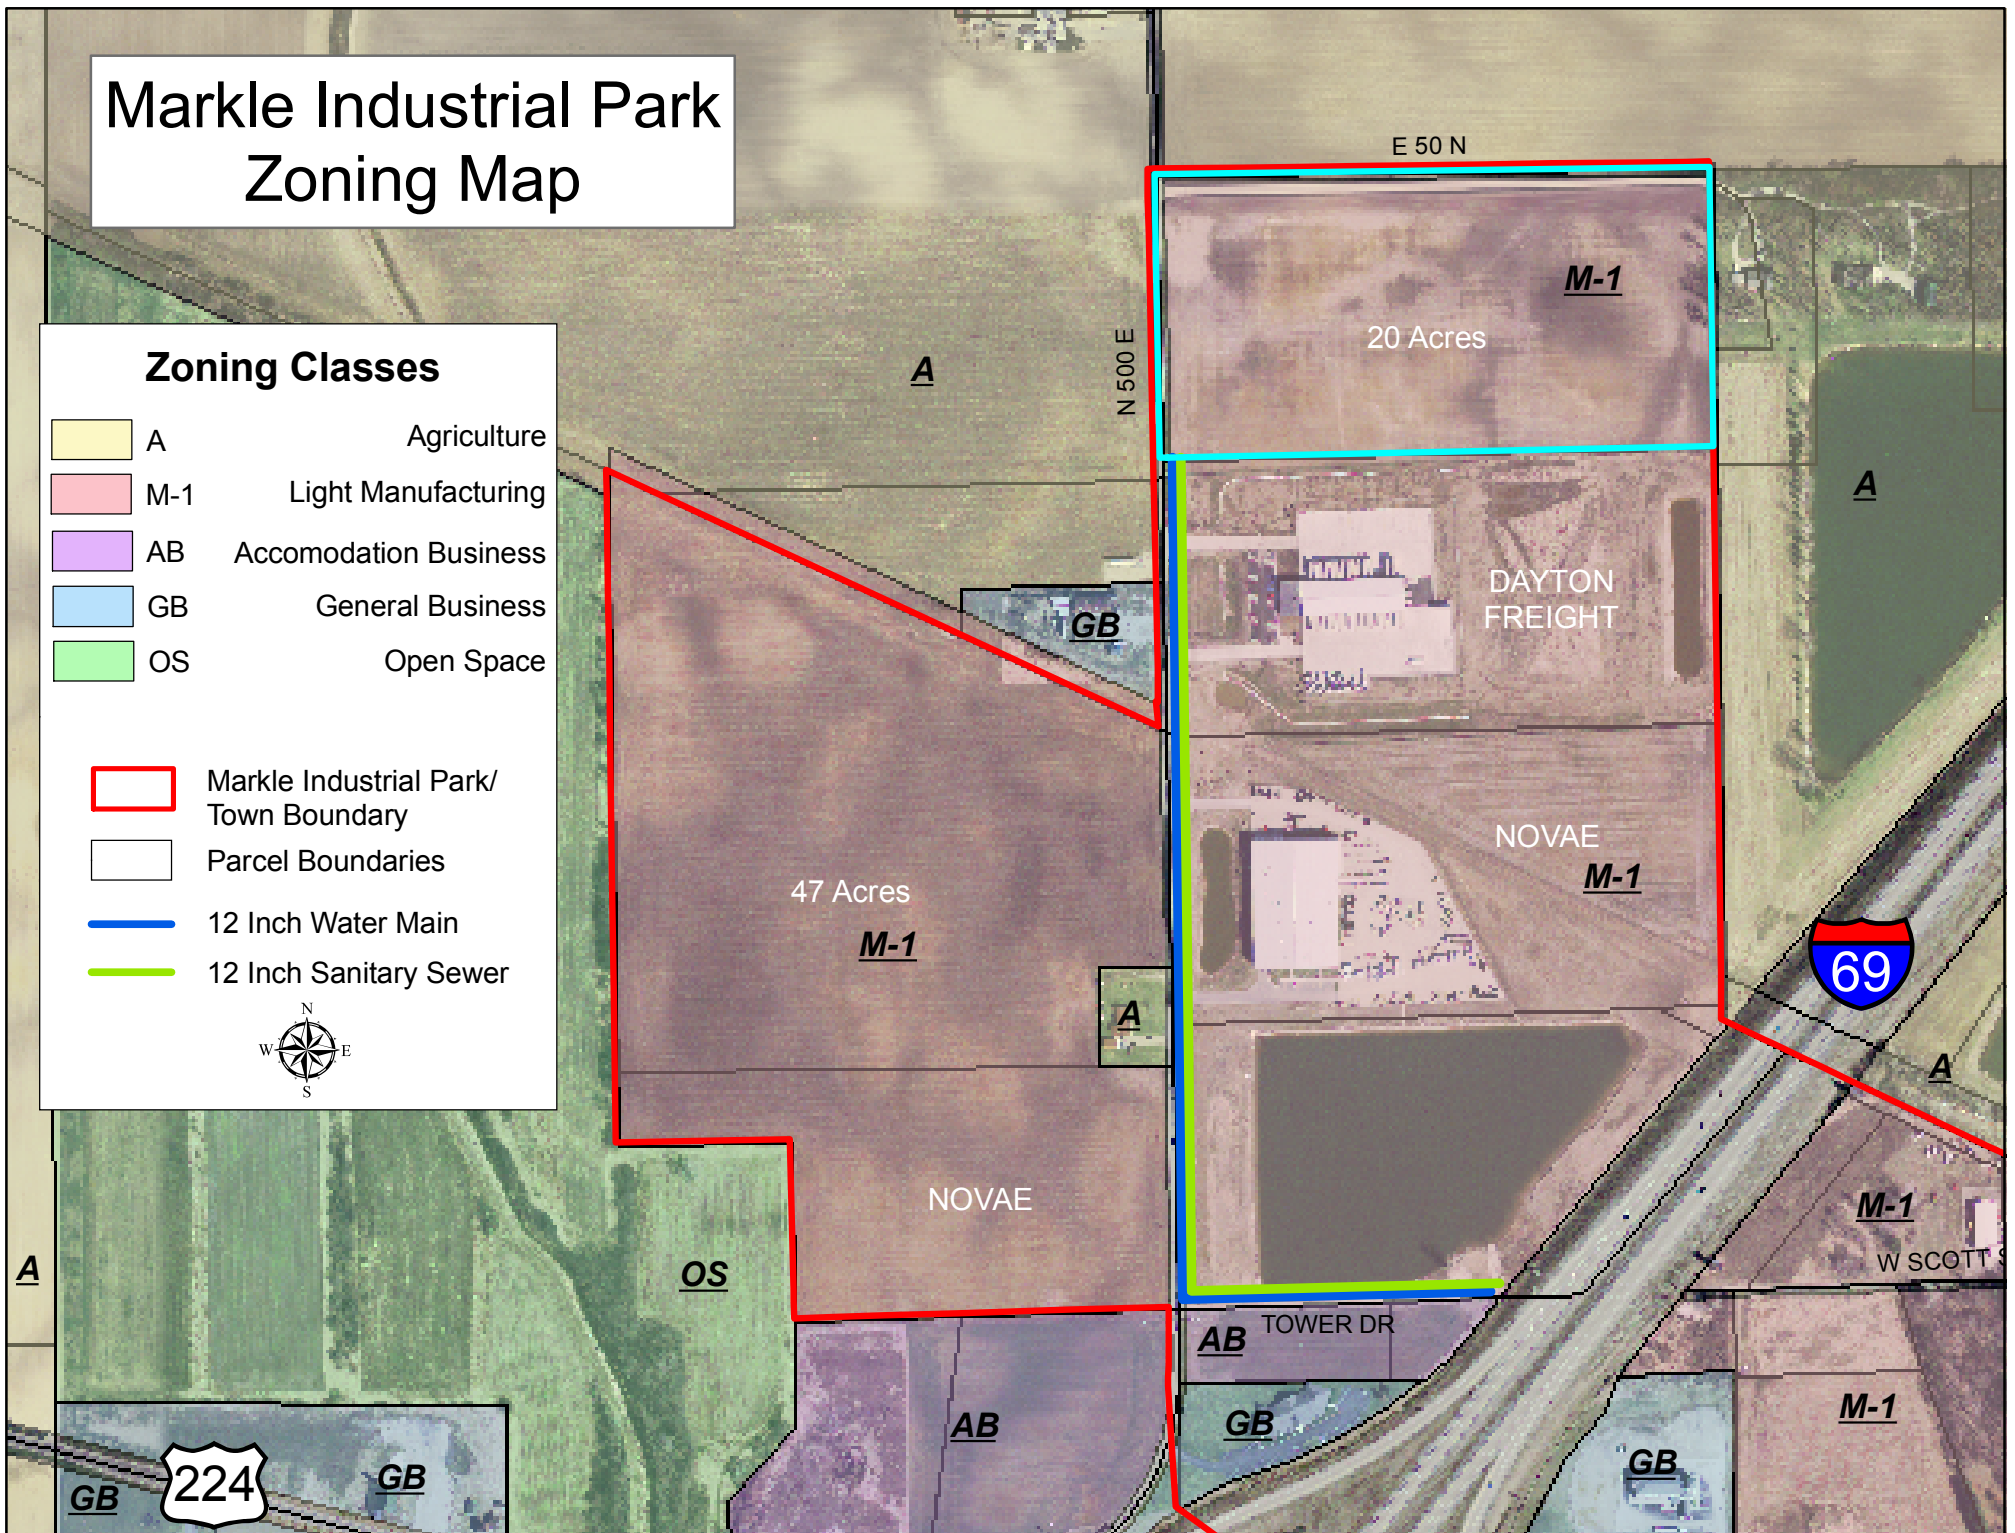 Markle Industrial Park
Zoning Map
E 50 N
M-1
20 Acres
N 500 E
A
Zoning Classes
A Agriculture
M-1 Light Manufacturing
AB Accomodation Business
GB General Business
OS Open Space
Markle Industrial Park/
Town Boundary
Parcel Boundaries
12 Inch Water Main
12 Inch Sanitary Sewer
N
W E
S
A
DAYTON
FREIGHT
GB
NOVAE
M-1
47 Acres
M-1
69
A
A
NOVAE
M-1
W SCOTT S
A
OS
TOWER DR
AB
AB
GB
M-1
GB
GB
224
GB